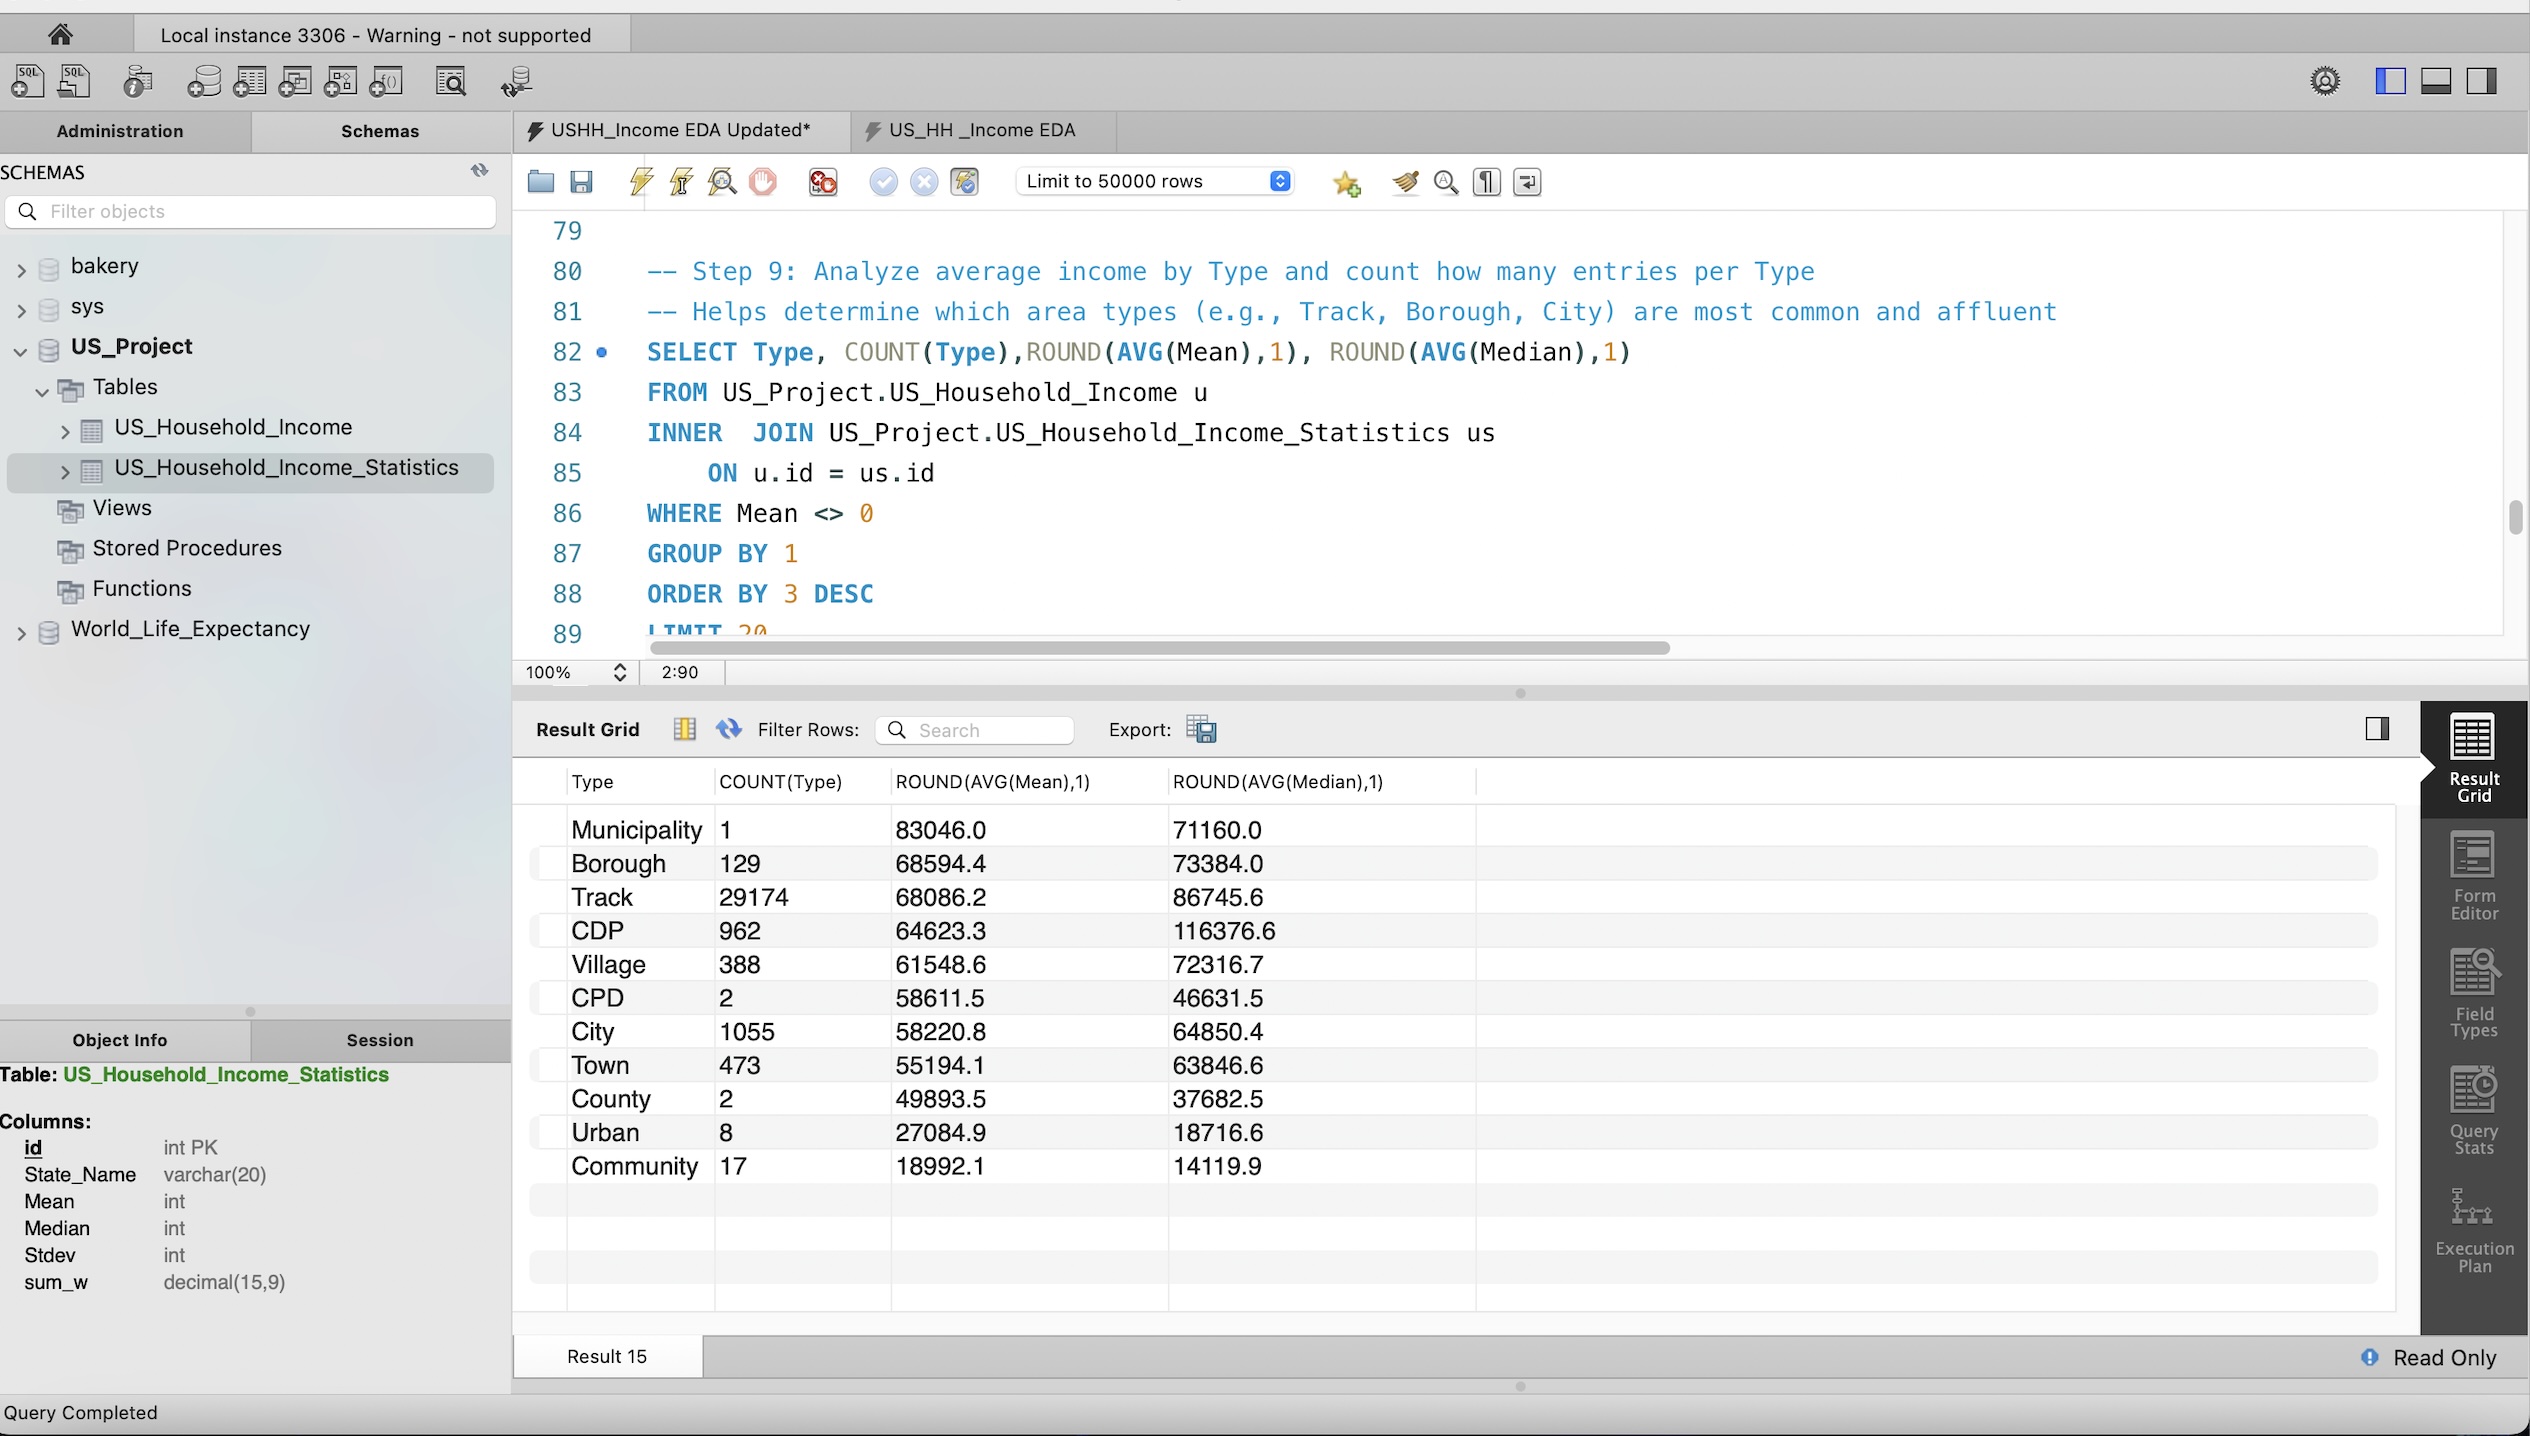 Local instance 3306 - Warning - not supported
SQL SQL
Administration Schemas
USHH_Income EDA Updated* US_HH _Income EDA
SCHEMAS
Filter objects
bakery
sys
US_Project
Tables
US_Household_Income
US_Household_Income_Statistics
Views
Stored Procedures
Functions
World_Life_Expectancy
Object Info Session
Table: US_Household_Income_Statistics
Columns:
id int PK
State_Name varchar(20)
Mean int
Median int
Stdev int
sum_w decimal(15,9)
Limit to 50000 rows
79
80 -- Step 9: Analyze average income by Type and count how many entries per Type
81 -- Helps determine which area types (e.g., Track, Borough, City) are most common and affluent
82 SELECT Type, COUNT(Type),ROUND(AVG(Mean),1), ROUND(AVG(Median),1)
83 FROM US_Project.US_Household_Income u
84 INNER  JOIN US_Project.US_Household_Income_Statistics us
85 ON u.id = us.id
86 WHERE Mean <> 0
87 GROUP BY 1
88 ORDER BY 3 DESC
89 LIMIT 20
100% 2:90
Result Grid Filter Rows: Search Export:
Type COUNT(Type) ROUND(AVG(Mean),1) ROUND(AVG(Median),1)
Municipality 1 83046.0 71160.0
Borough 129 68594.4 73384.0
Track 29174 68086.2 86745.6
CDP 962 64623.3 116376.6
Village 388 61548.6 72316.7
CPD 2 58611.5 46631.5
City 1055 58220.8 64850.4
Town 473 55194.1 63846.6
County 2 49893.5 37682.5
Urban 8 27084.9 18716.6
Community 17 18992.1 14119.9
Result
Grid
Form
Editor
Field
Types
Query
Stats
Execution
Plan
Result 15 Read Only
Query Completed